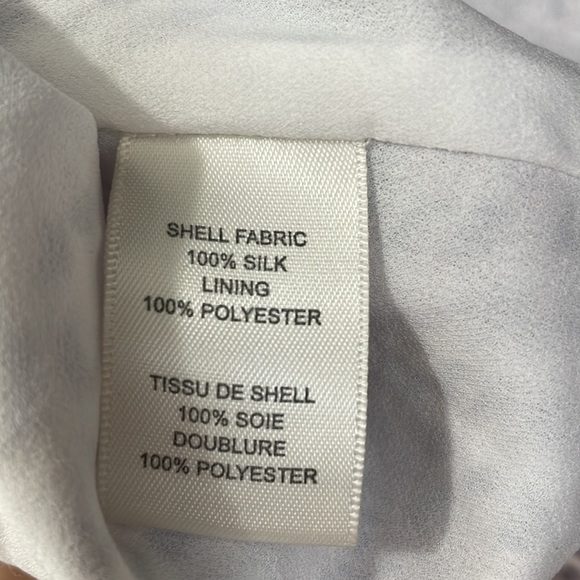 SHELL FABRIC
100% SILK
LINING
100% POLYESTER
TISSU DE SHELL
100% SOIE
DOUBLURE
100% POLYESTER